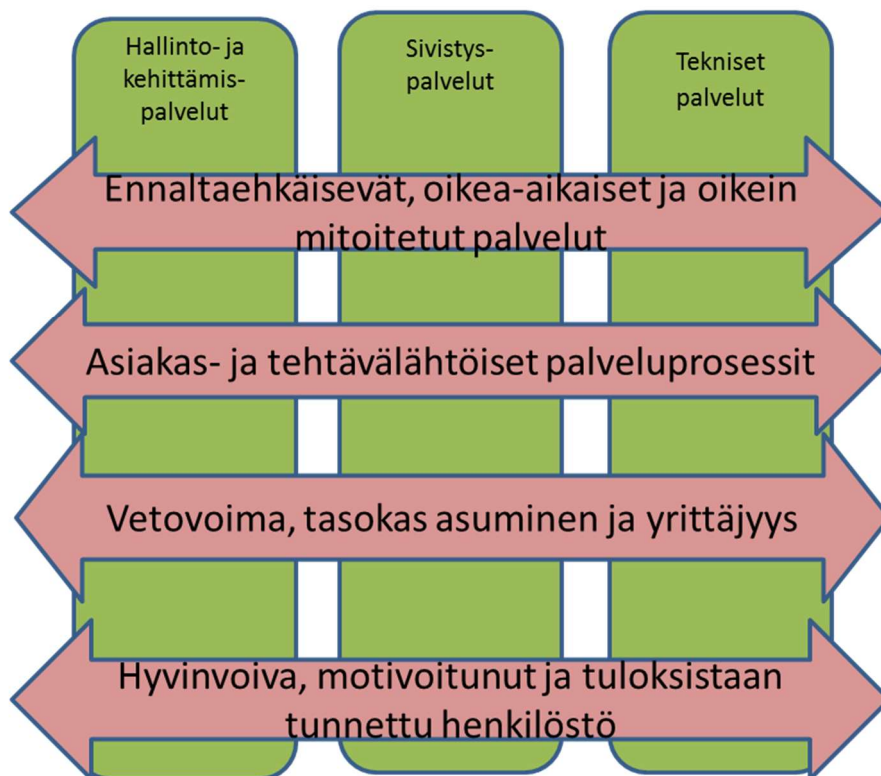 Hallinto- ja
kehittämis-
palvelut
Sivistys-
palvelut
Tekniset
palvelut
Ennaltaehkäisevät, oikea-aikaiset ja oikein
mitoitetut palvelut
Asiakas- ja tehtävälähtöiset palveluprosessit
Vetovoima, tasokas asuminen ja yrittäjyys
Hyvinvoiva, motivoitunut ja tuloksistaan
tunnettu henkilöstö